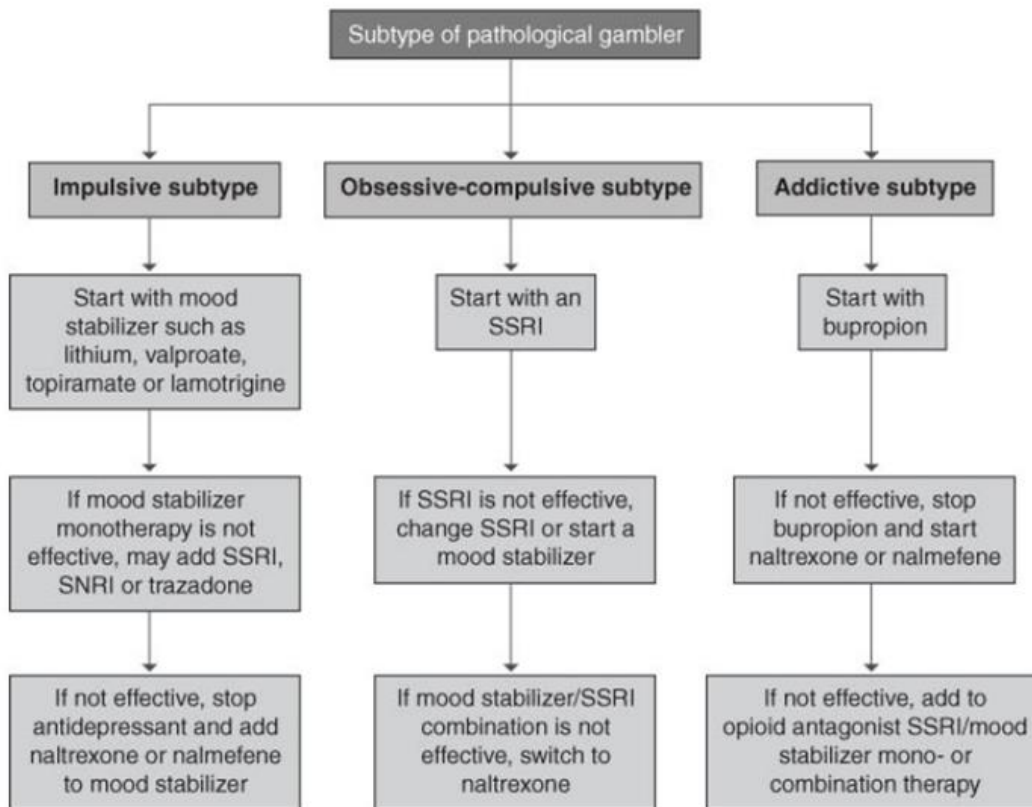 Subtype of pathological gambler
Impulsive subtype
Obsessive-compulsive subtype
Addictive subtype
Start with mood
stabilizer such as
lithium, valproate,
topiramate or lamotrigine
Start with an
SSRI
Start with
bupropion
If mood stabilizer
monotherapy is not
effective, may add SSRI,
SNRI or trazadone
If SSRI is not effective,
change SSRI or start a
mood stabilizer
If not effective, stop
bupropion and start
naltrexone or nalmefene
If not effective, stop
antidepressant and add
naltrexone or nalmefene
to mood stabilizer
If mood stabilizer/SSRI
combination is not
effective, switch to
naltrexone
If not effective, add to
opioid antagonist SSRI/mood
stabilizer mono- or
combination therapy